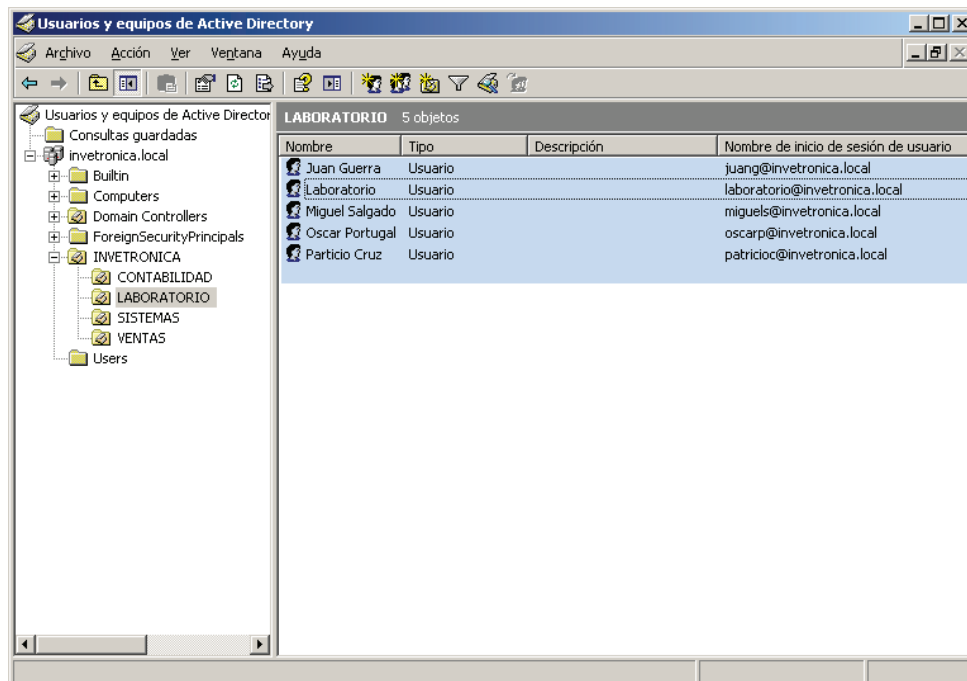 Usuarios y equipos de Active Directory
Archivo Acción Ver Ventana Ayuda
Usuarios y equipos de Active Director
Consultas guardadas
invetronica.local
Builtin
Computers
Domain Controllers
ForeignSecurityPrincipals
INVETRONICA
CONTABILIDAD
LABORATORIO
SISTEMAS
VENTAS
Users
LABORATORIO 5 objetos
Nombre Tipo Descripción Nombre de inicio de sesión de usuario
Juan Guerra Usuario juang@invetronica.local
Laboratorio Usuario laboratorio@invetronica.local
Miguel Salgado Usuario miguels@invetronica.local
Oscar Portugal Usuario oscarp@invetronica.local
Particio Cruz Usuario patricioc@invetronica.local